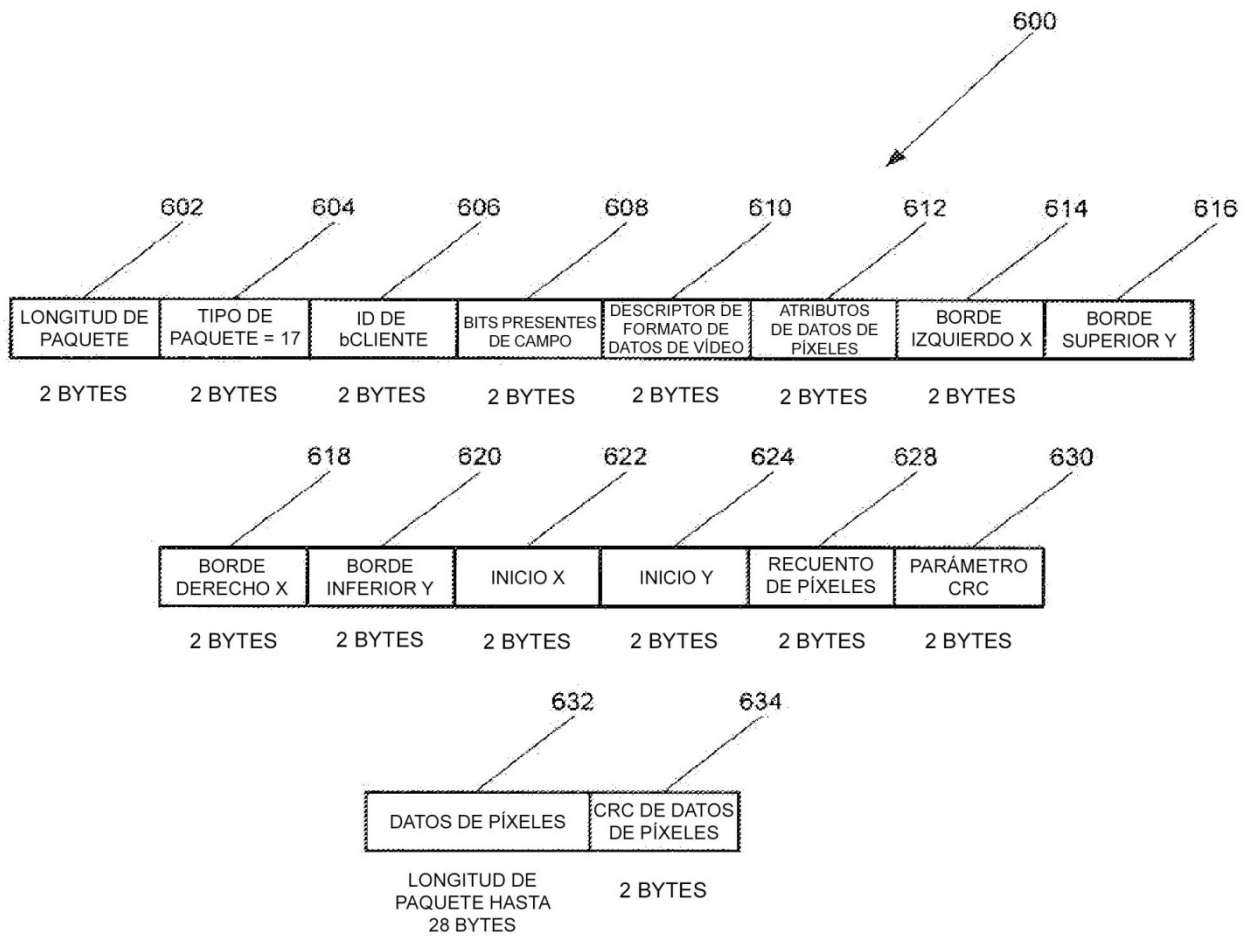 600
602 604 606 608 610 612 614 616
LONGITUD DE PAQUETE
TIPO DE PAQUETE = 17
ID DE bCLIENTE
BITS PRESENTES DE CAMPO
DESCRIPTOR DE FORMATO DE DATOS DE VÍDEO
ATRIBUTOS DE DATOS DE PÍXELES
BORDE IZQUIERDO X
BORDE SUPERIOR Y
2 BYTES 2 BYTES 2 BYTES 2 BYTES 2 BYTES 2 BYTES 2 BYTES
618 620 622 624 628 630
BORDE DERECHO X
BORDE INFERIOR Y
INICIO X
INICIO Y
RECUENTO DE PÍXELES
PARÁMETRO CRC
2 BYTES 2 BYTES 2 BYTES 2 BYTES 2 BYTES 2 BYTES
632 634
DATOS DE PÍXELES
CRC DE DATOS DE PÍXELES
LONGITUD DE PAQUETE HASTA 28 BYTES
2 BYTES